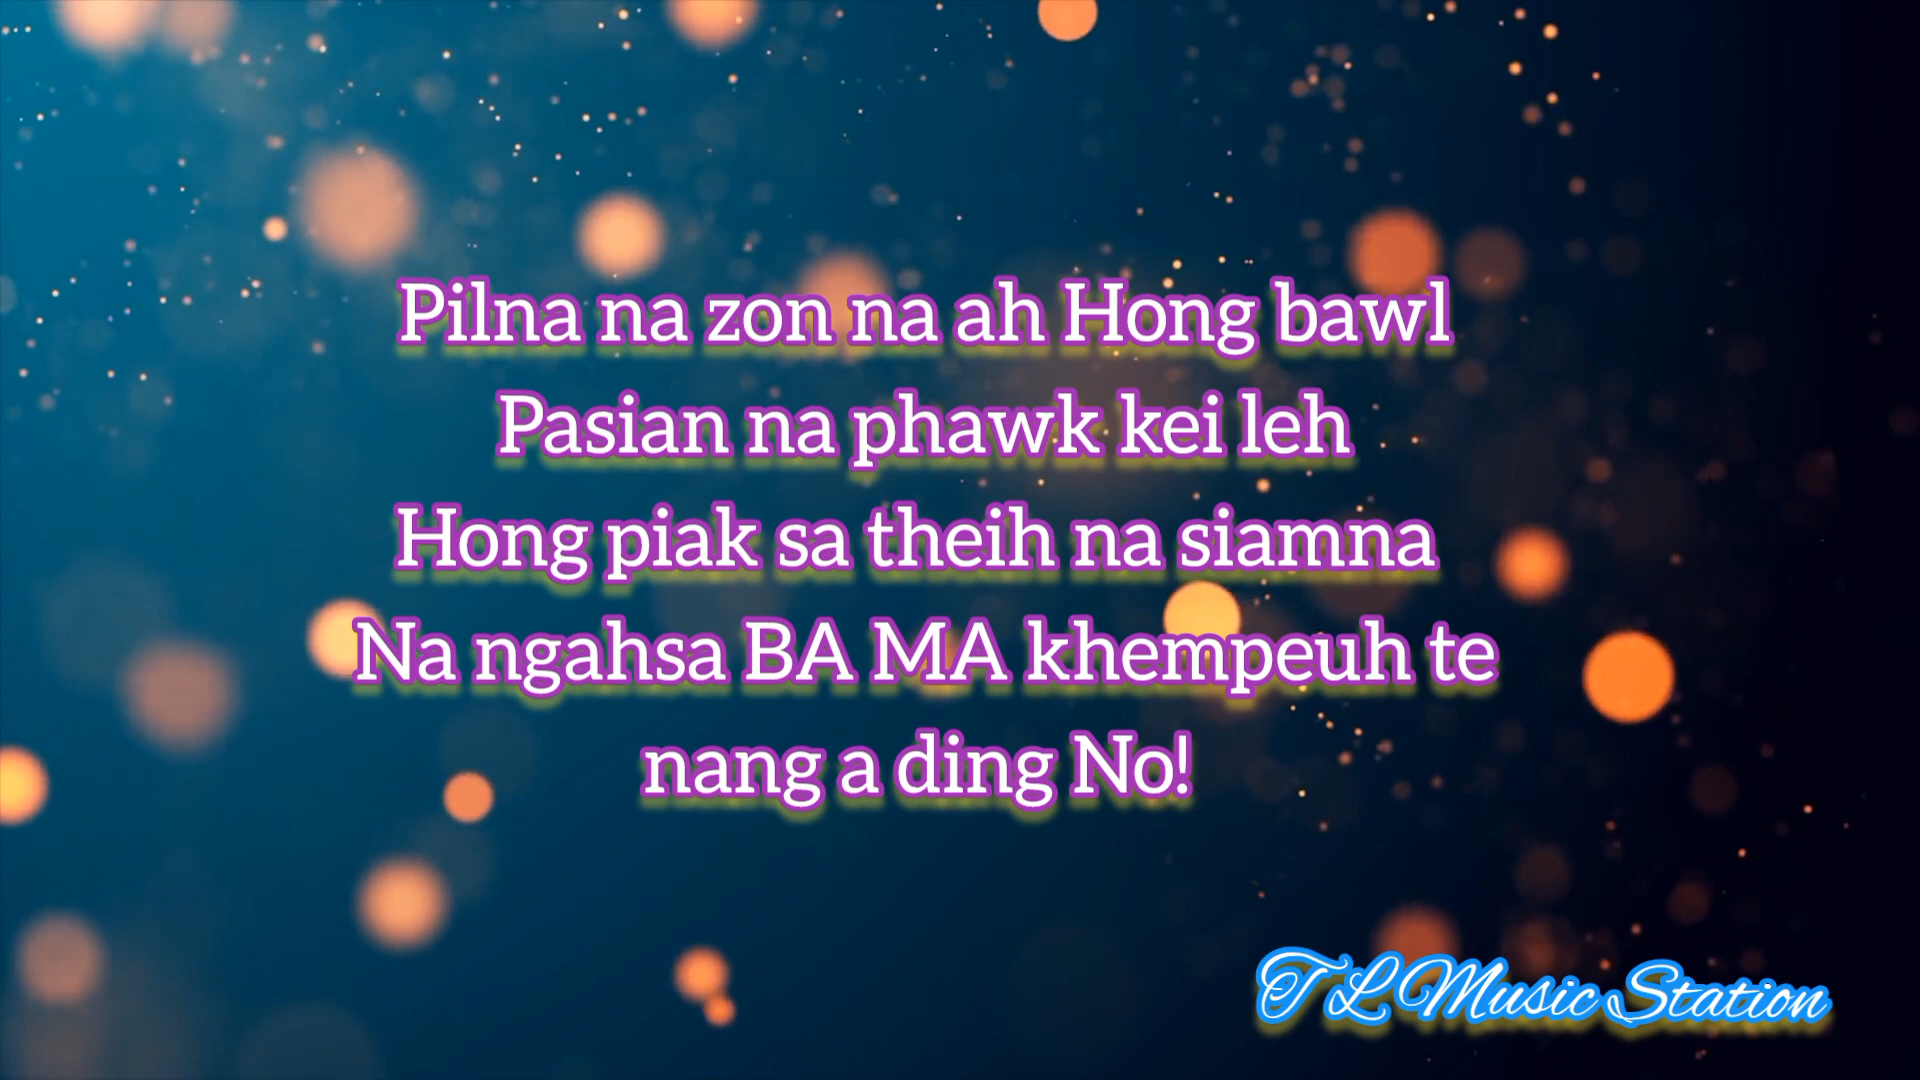 Pilna na zon na ah Hong bawl
Pasian na phawk kei leh
Hong piak sa theih na siamna
Na ngahsa BA MA khempeuh te
nang a ding No!
T L Music Station